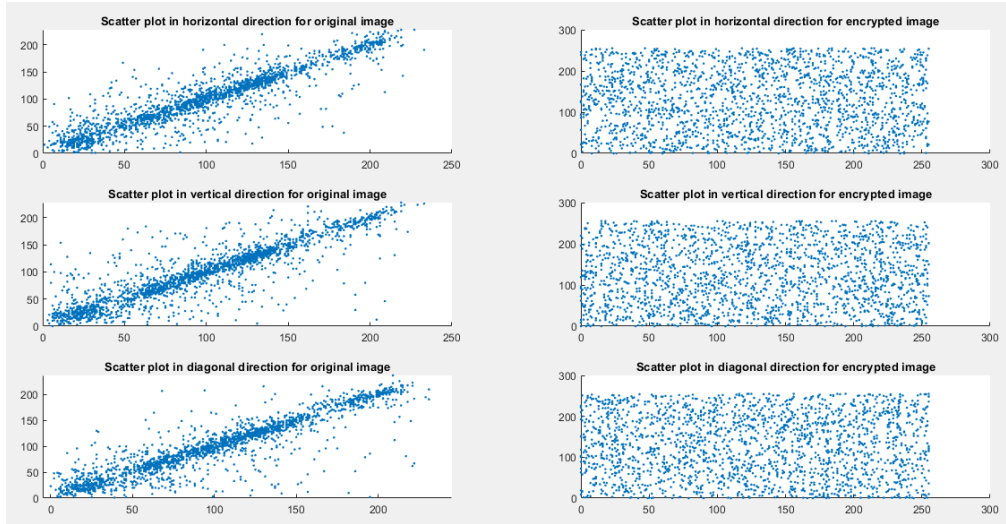 Scatter plot in horizontal direction for original image
200
150
100
50
0
0 50 100 150 200 250
Scatter plot in horizontal direction for encrypted image
300
200
100
0
0 50 100 150 200 250 300
Scatter plot in vertical direction for original image
200
150
100
50
0
0 50 100 150 200 250
Scatter plot in vertical direction for encrypted image
300
200
100
0
0 50 100 150 200 250 300
Scatter plot in diagonal direction for original image
200
150
100
50
0
0 50 100 150 200
Scatter plot in diagonal direction for encrypted image
300
200
100
0
0 50 100 150 200 250 300